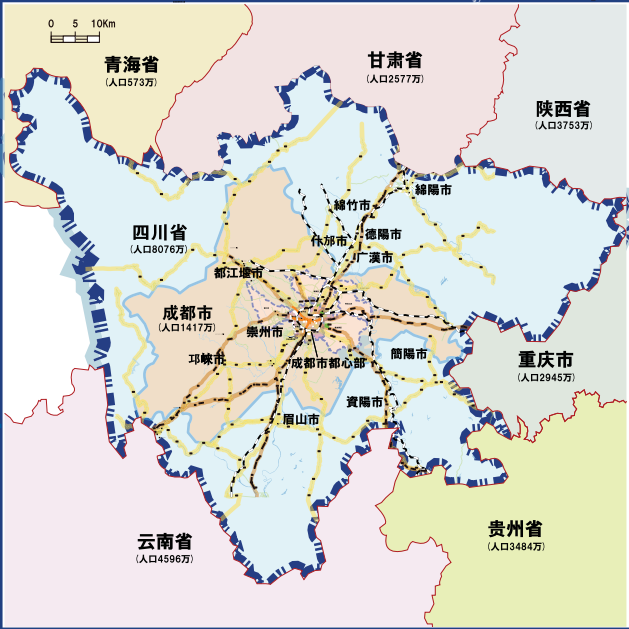 0 5 10Km
青海省
(人口573万)
甘肃省
(人口2577万)
陕西省
(人口3753万)
綿陽市
綿竹市
四川省
(人口8076万)
什邡市
德陽市
广漢市
都江堰市
成都市
(人口1417万)
崇州市
邛峡市
成都市都心部
簡陽市
重庆市
(人口2945万)
資陽市
眉山市
云南省
(人口4596万)
贵州省
(人口3484万)